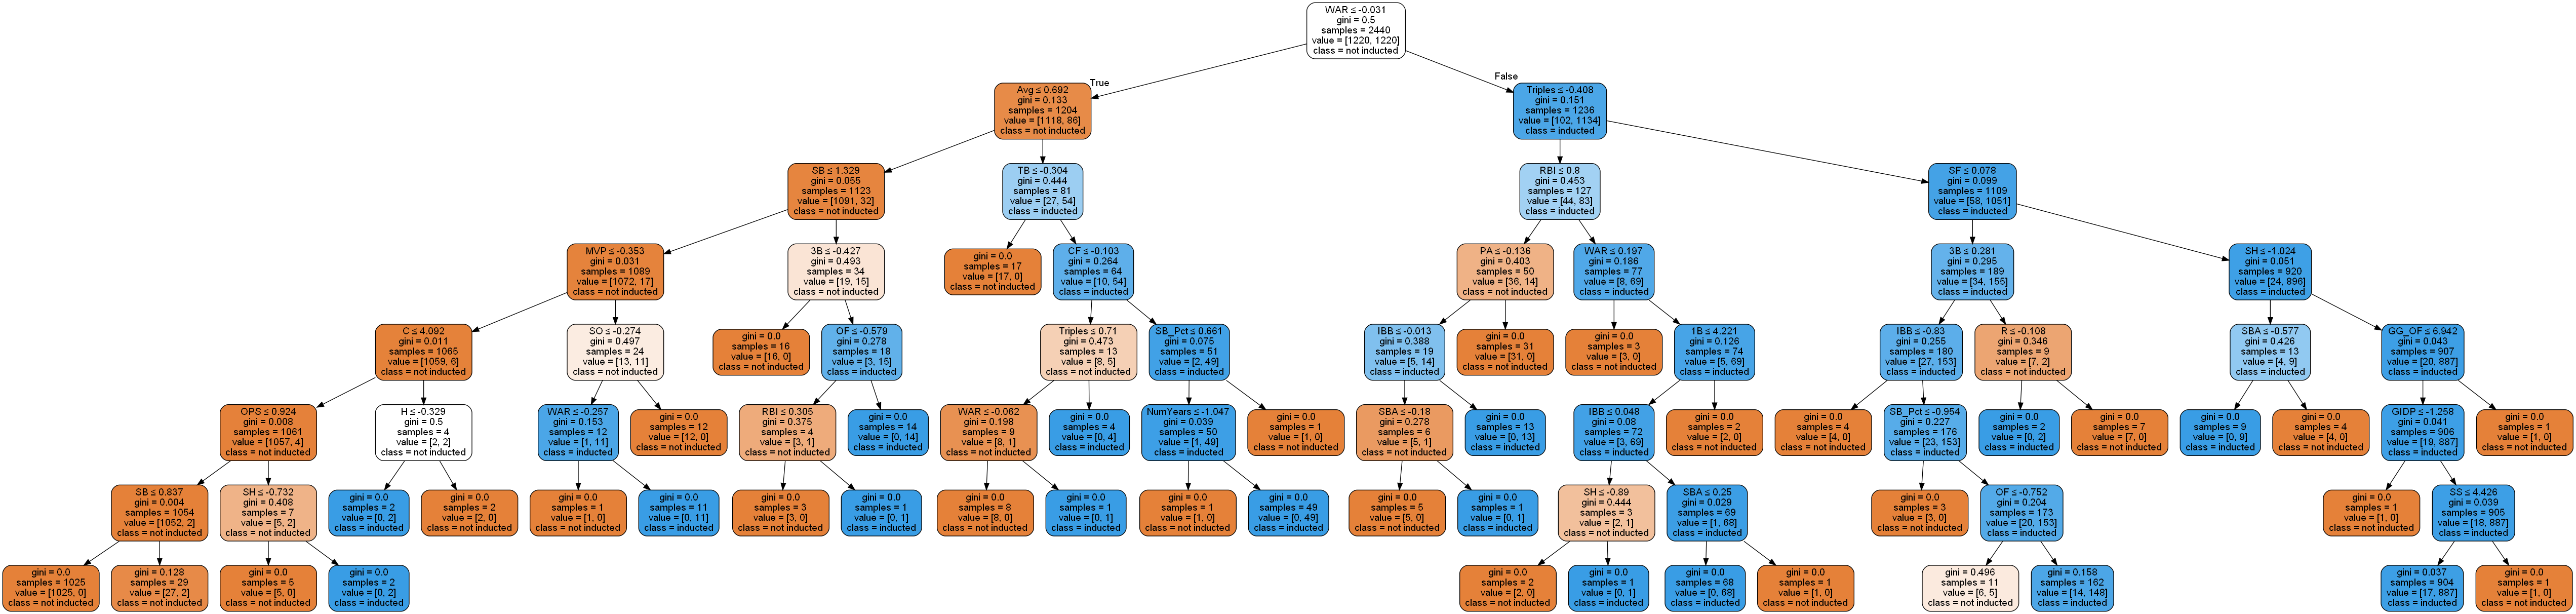 WAR ≤ -0.031
gini = 0.5
samples = 2440
value = [1220, 1220]
class = not inducted
True
False
Avg ≤ 0.692
gini = 0.133
samples = 1204
value = [1118, 86]
class = not inducted
Triples ≤ -0.408
gini = 0.151
samples = 1236
value = [102, 1134]
class = inducted
SB ≤ 1.329
gini = 0.055
samples = 1123
value = [1091, 32]
class = not inducted
TB ≤ -0.304
gini = 0.444
samples = 81
value = [27, 54]
class = inducted
RBI ≤ 0.8
gini = 0.453
samples = 127
value = [44, 83]
class = inducted
SF ≤ 0.078
gini = 0.099
samples = 1109
value = [58, 1051]
class = inducted
MVP ≤ -0.353
gini = 0.031
samples = 1089
value = [1072, 17]
class = not inducted
3B ≤ -0.427
gini = 0.493
samples = 34
value = [19, 15]
class = not inducted
gini = 0.0
samples = 17
value = [17, 0]
class = not inducted
CF ≤ -0.103
gini = 0.264
samples = 64
value = [10, 54]
class = inducted
PA ≤ -0.136
gini = 0.403
samples = 50
value = [36, 14]
class = not inducted
WAR ≤ 0.197
gini = 0.186
samples = 77
value = [8, 69]
class = inducted
3B ≤ 0.281
gini = 0.295
samples = 189
value = [34, 155]
class = inducted
SH ≤ -1.024
gini = 0.051
samples = 920
value = [24, 896]
class = inducted
C ≤ 4.092
gini = 0.011
samples = 1065
value = [1059, 6]
class = not inducted
SO ≤ -0.274
gini = 0.497
samples = 24
value = [13, 11]
class = not inducted
gini = 0.0
samples = 16
value = [16, 0]
class = not inducted
OF ≤ -0.579
gini = 0.278
samples = 18
value = [3, 15]
class = inducted
Triples ≤ 0.71
gini = 0.473
samples = 13
value = [8, 5]
class = not inducted
SB_Pct ≤ 0.661
gini = 0.075
samples = 51
value = [2, 49]
class = inducted
IBB ≤ -0.013
gini = 0.388
samples = 19
value = [5, 14]
class = inducted
gini = 0.0
samples = 31
value = [31, 0]
class = not inducted
gini = 0.0
samples = 3
value = [3, 0]
class = not inducted
1B ≤ 4.221
gini = 0.126
samples = 74
value = [5, 69]
class = inducted
IBB ≤ -0.83
gini = 0.255
samples = 180
value = [27, 153]
class = inducted
R ≤ -0.108
gini = 0.346
samples = 9
value = [7, 2]
class = not inducted
SBA ≤ -0.577
gini = 0.426
samples = 13
value = [4, 9]
class = inducted
GG_OF ≤ 6.942
gini = 0.043
samples = 907
value = [20, 887]
class = inducted
OPS ≤ 0.924
gini = 0.008
samples = 1061
value = [1057, 4]
class = not inducted
H ≤ -0.329
gini = 0.5
samples = 4
value = [2, 2]
class = not inducted
WAR ≤ -0.257
gini = 0.153
samples = 12
value = [1, 11]
class = inducted
gini = 0.0
samples = 12
value = [12, 0]
class = not inducted
RBI ≤ 0.305
gini = 0.375
samples = 4
value = [3, 1]
class = not inducted
gini = 0.0
samples = 14
value = [0, 14]
class = inducted
WAR ≤ -0.062
gini = 0.198
samples = 9
value = [8, 1]
class = not inducted
gini = 0.0
samples = 4
value = [0, 4]
class = inducted
NumYears ≤ -1.047
gini = 0.039
samples = 50
value = [1, 49]
class = inducted
gini = 0.0
samples = 1
value = [1, 0]
class = not inducted
SBA ≤ -0.18
gini = 0.278
samples = 6
value = [5, 1]
class = not inducted
gini = 0.0
samples = 13
value = [0, 13]
class = inducted
IBB ≤ 0.048
gini = 0.08
samples = 72
value = [3, 69]
class = inducted
gini = 0.0
samples = 2
value = [2, 0]
class = not inducted
gini = 0.0
samples = 4
value = [4, 0]
class = not inducted
SB_Pct ≤ -0.954
gini = 0.227
samples = 176
value = [23, 153]
class = inducted
gini = 0.0
samples = 2
value = [0, 2]
class = inducted
gini = 0.0
samples = 7
value = [7, 0]
class = not inducted
gini = 0.0
samples = 9
value = [0, 9]
class = inducted
gini = 0.0
samples = 4
value = [4, 0]
class = not inducted
GIDP ≤ -1.258
gini = 0.041
samples = 906
value = [19, 887]
class = inducted
gini = 0.0
samples = 1
value = [1, 0]
class = not inducted
SB ≤ 0.837
gini = 0.004
samples = 1054
value = [1052, 2]
class = not inducted
SH ≤ -0.732
gini = 0.408
samples = 7
value = [5, 2]
class = not inducted
gini = 0.0
samples = 2
value = [0, 2]
class = inducted
gini = 0.0
samples = 2
value = [2, 0]
class = not inducted
gini = 0.0
samples = 1
value = [1, 0]
class = not inducted
gini = 0.0
samples = 11
value = [0, 11]
class = inducted
gini = 0.0
samples = 3
value = [3, 0]
class = not inducted
gini = 0.0
samples = 1
value = [0, 1]
class = inducted
gini = 0.0
samples = 8
value = [8, 0]
class = not inducted
gini = 0.0
samples = 1
value = [0, 1]
class = inducted
gini = 0.0
samples = 1
value = [1, 0]
class = not inducted
gini = 0.0
samples = 49
value = [0, 49]
class = inducted
gini = 0.0
samples = 5
value = [5, 0]
class = not inducted
gini = 0.0
samples = 1
value = [0, 1]
class = inducted
SH ≤ -0.89
gini = 0.444
samples = 3
value = [2, 1]
class = not inducted
SBA ≤ 0.25
gini = 0.029
samples = 69
value = [1, 68]
class = inducted
gini = 0.0
samples = 3
value = [3, 0]
class = not inducted
OF ≤ -0.752
gini = 0.204
samples = 173
value = [20, 153]
class = inducted
gini = 0.0
samples = 1
value = [1, 0]
class = not inducted
SS ≤ 4.426
gini = 0.039
samples = 905
value = [18, 887]
class = inducted
gini = 0.0
samples = 1025
value = [1025, 0]
class = not inducted
gini = 0.128
samples = 29
value = [27, 2]
class = not inducted
gini = 0.0
samples = 5
value = [5, 0]
class = not inducted
gini = 0.0
samples = 2
value = [0, 2]
class = inducted
gini = 0.0
samples = 2
value = [2, 0]
class = not inducted
gini = 0.0
samples = 1
value = [0, 1]
class = inducted
gini = 0.0
samples = 68
value = [0, 68]
class = inducted
gini = 0.0
samples = 1
value = [1, 0]
class = not inducted
gini = 0.496
samples = 11
value = [6, 5]
class = not inducted
gini = 0.158
samples = 162
value = [14, 148]
class = inducted
gini = 0.037
samples = 904
value = [17, 887]
class = inducted
gini = 0.0
samples = 1
value = [1, 0]
class = not inducted